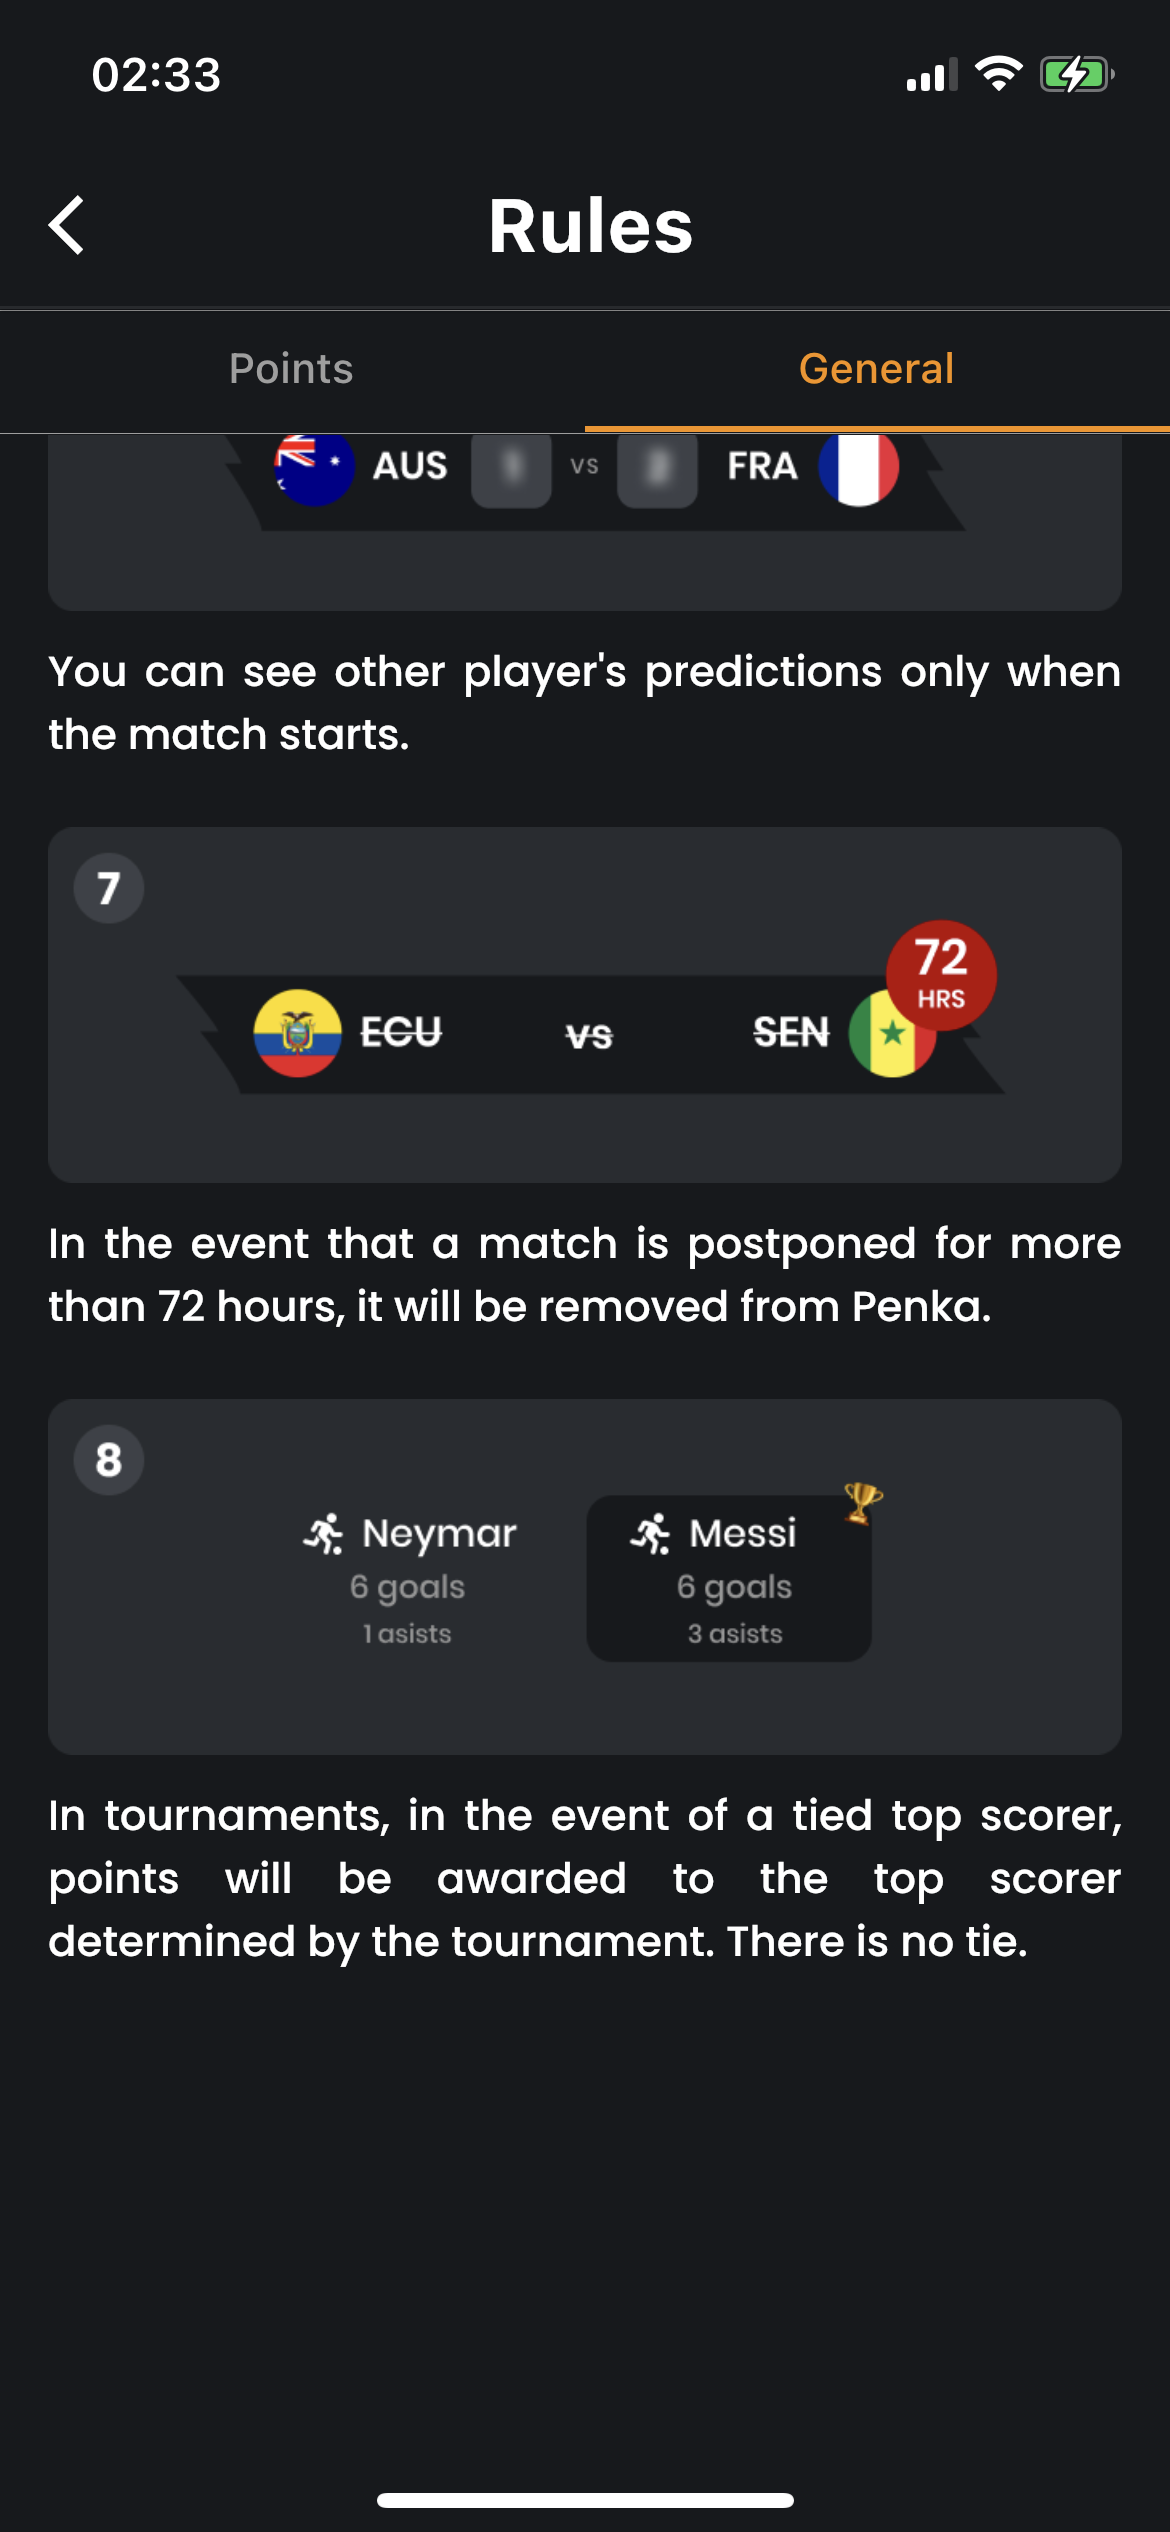 02:33
Rules
Points General
AUS vs FRA
You can see other player's predictions only when
the match starts.
7
72
HRS
ECU vs SEN
In the event that a match is postponed for more
than 72 hours, it will be removed from Penka.
8
Neymar Messi
6 goals 6 goals
1 asists 3 asists
In tournaments, in the event of a tied top scorer,
points will be awarded to the top scorer
determined by the tournament. There is no tie.